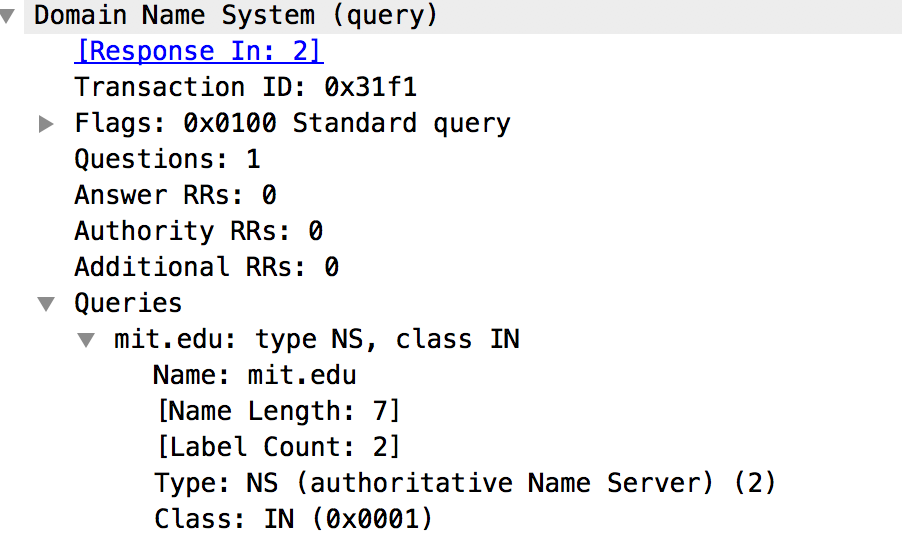 Domain Name System (query)
[Response In: 2]
Transaction ID: 0x31f1
Flags: 0x0100 Standard query
Questions: 1
Answer RRs: 0
Authority RRs: 0
Additional RRs: 0
Queries
mit.edu: type NS, class IN
Name: mit.edu
[Name Length: 7]
[Label Count: 2]
Type: NS (authoritative Name Server) (2)
Class: IN (0x0001)